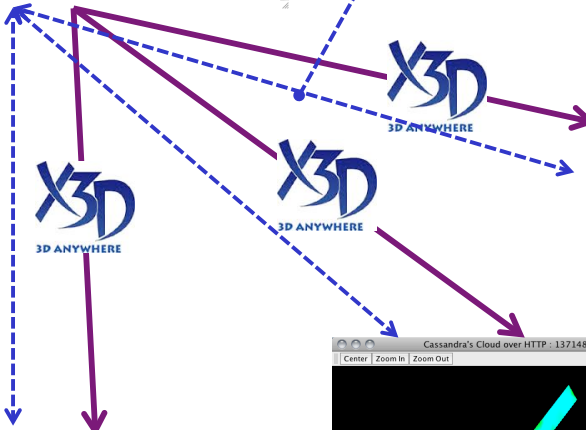 X3D
3D ANYWHERE
X3D
3D ANYWHERE
X3D
3D ANYWHERE
Cassandra's Cloud over HTTP : 137148
Center Zoom In Zoom Out